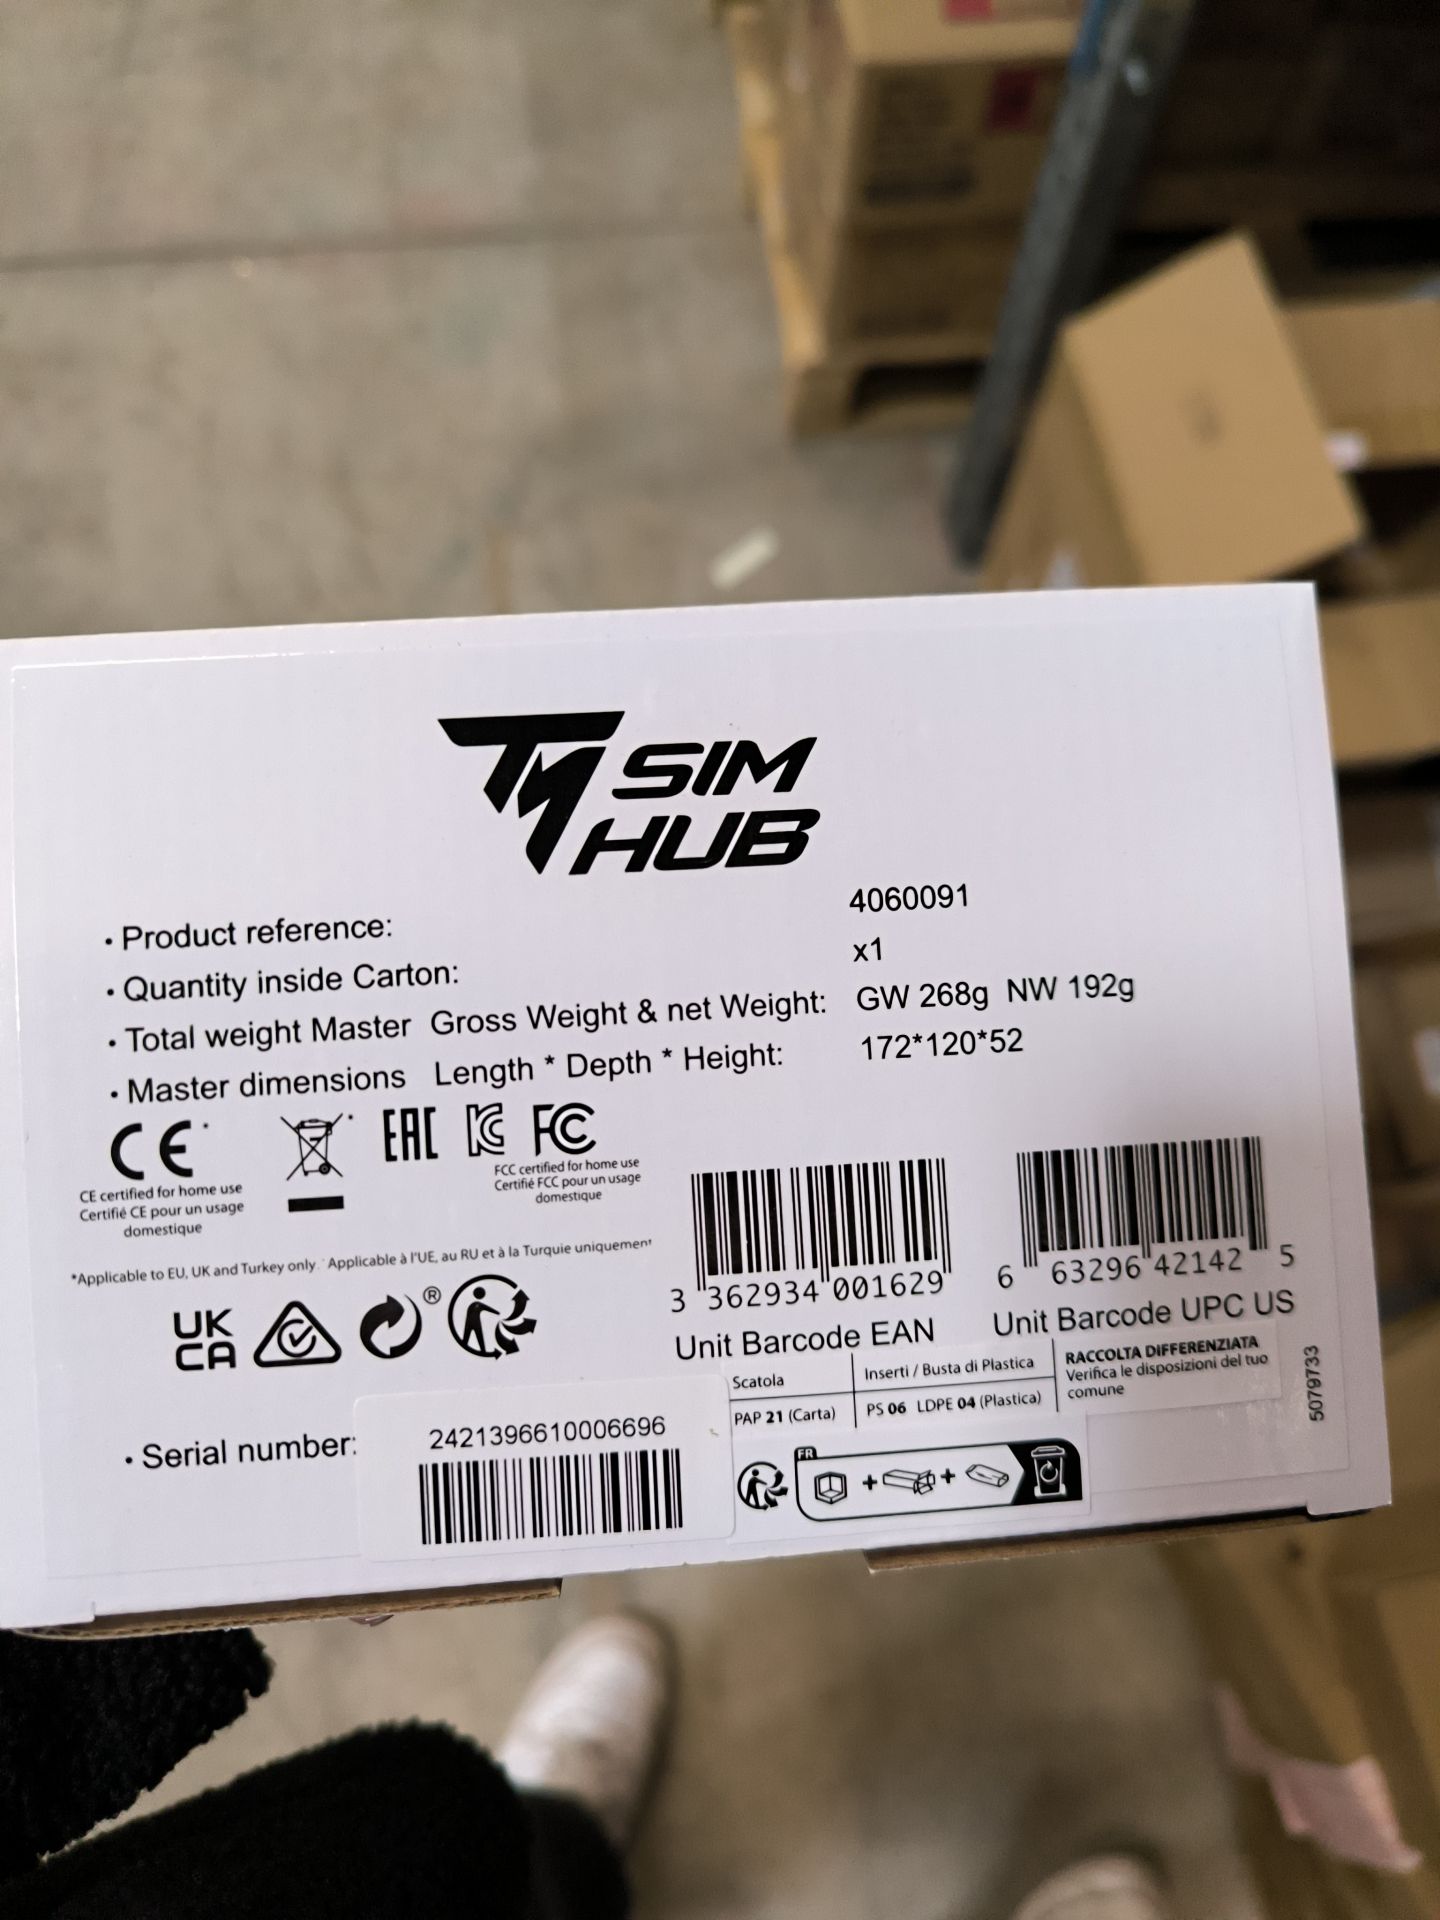 TM SIM
HUB
• Product reference: 4060091
• Quantity inside Carton: x1
• Total weight Master Gross Weight & net Weight: GW 268g NW 192g
• Master dimensions Length * Depth * Height: 172*120*52
CE* * EAC KC FC
CE certified for home use
Certifié CE pour un usage
domestique
FCC certified for home use
Certifié FCC pour un usage
domestique
*Applicable to EU, UK and Turkey only. *Applicable à l'UE, au RU et à la Turquie uniquement
UK
CA
®
3 362934 001629
Unit Barcode EAN
6 63296 42142 5
Unit Barcode UPC US
Scatola
PAP 21 (Carta)
Inserti / Busta di Plastica
PS 06 LDPE 04 (Plastica)
RACCOLTA DIFFERENZIATA
Verifica le disposizioni del tuo
comune
5079733
• Serial number: 2421396610006696
FR
+ +